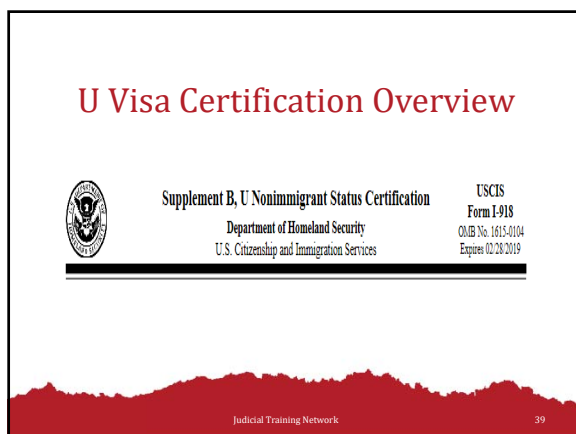 U Visa Certification Overview
Supplement B, U Nonimmigrant Status Certification
Department of Homeland Security
U.S. Citizenship and Immigration Services
USCIS
Form I-918
OMB No. 1615-0104
Expires 02/28/2019
Judicial Training Network
39